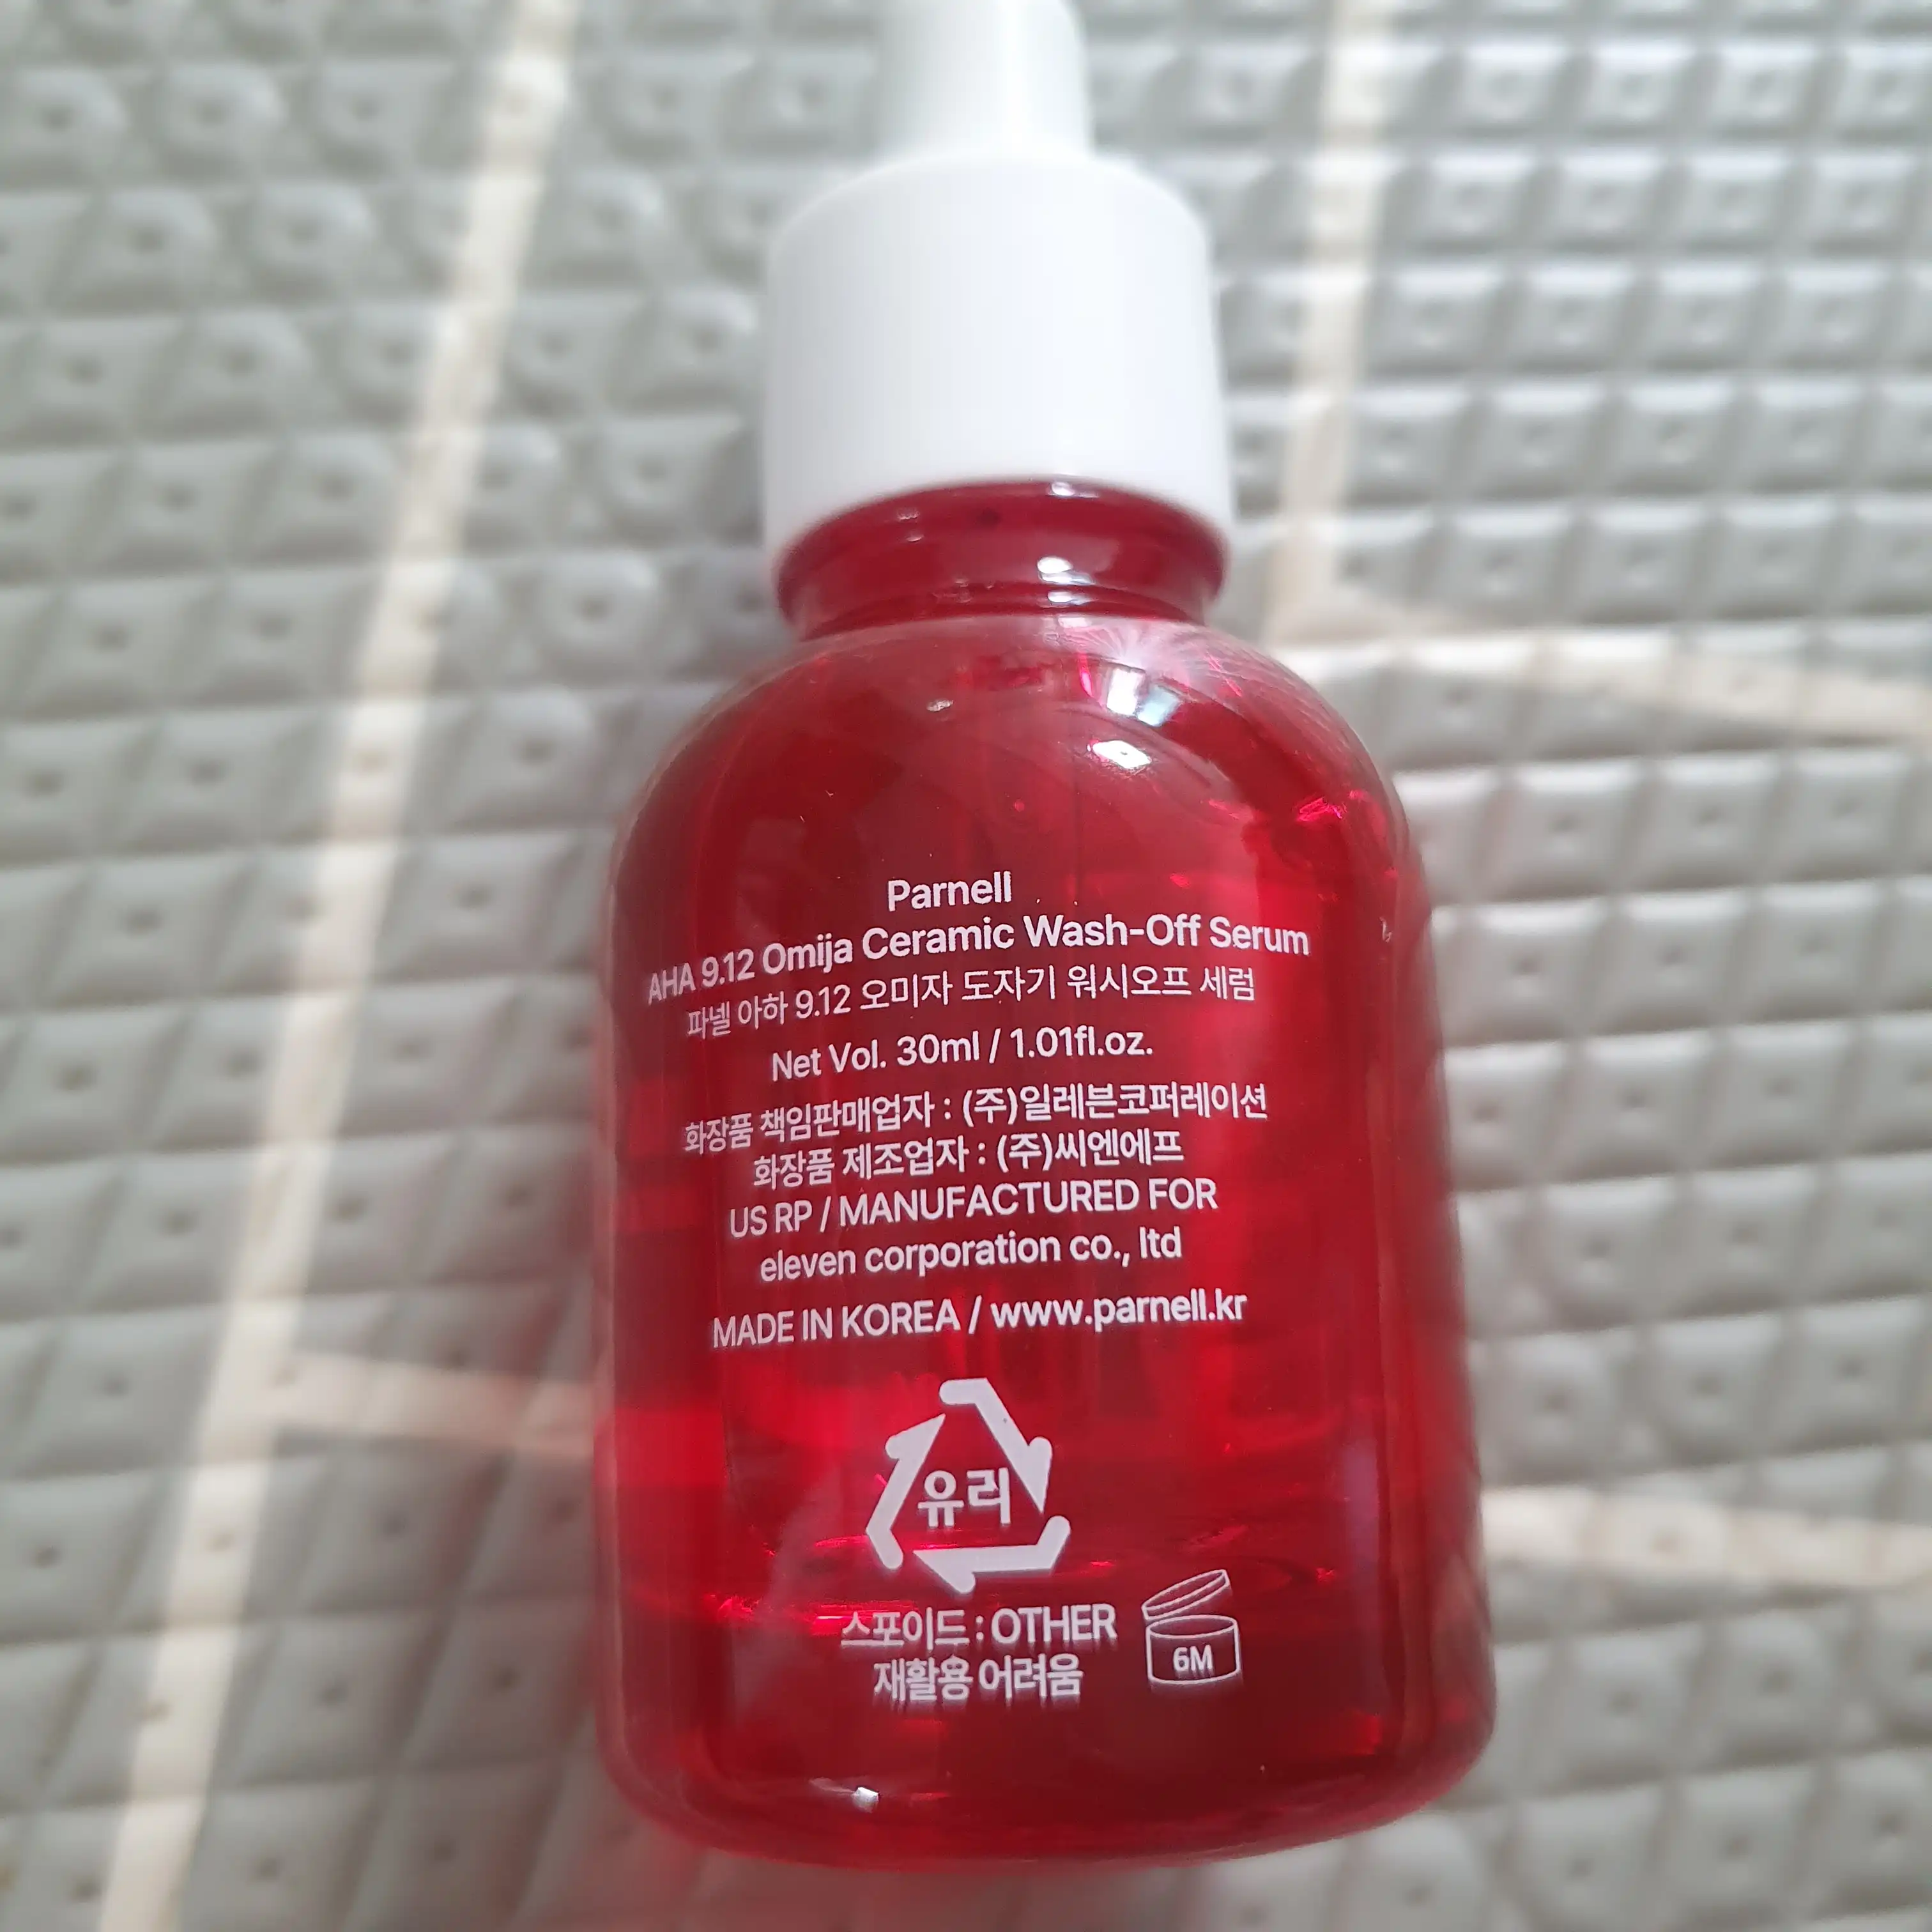 Parnell
AHA 9.12 Omija Ceramic Wash-Off Serum
파넬 아하 9.12 오미자 도자기 워시오프 세럼
Net Vol. 30ml / 1.01fl.oz.
화장품 책임판매업자 : (주)일레븐코퍼레이션
화장품 제조업자 : (주)씨엔에프
US RP / MANUFACTURED FOR
eleven corporation co., ltd
MADE IN KOREA / www.parnell.kr
유리
스포이드 : OTHER
재활용 어려움
6M